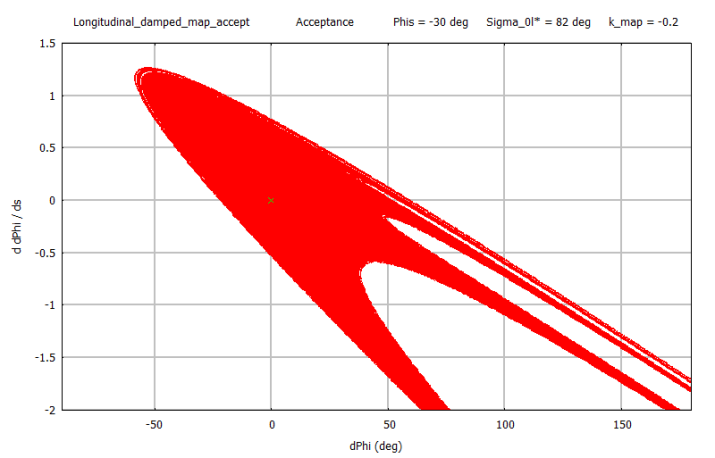 Longitudinal_damped_map_accept Acceptance Phis = -30 deg Sigma_0l* = 82 deg k_map = -0.2
1.5
1
0.5
0
-0.5
-1
-1.5
-2
d dPhi / ds
-50 0 50 100 150
dPhi (deg)